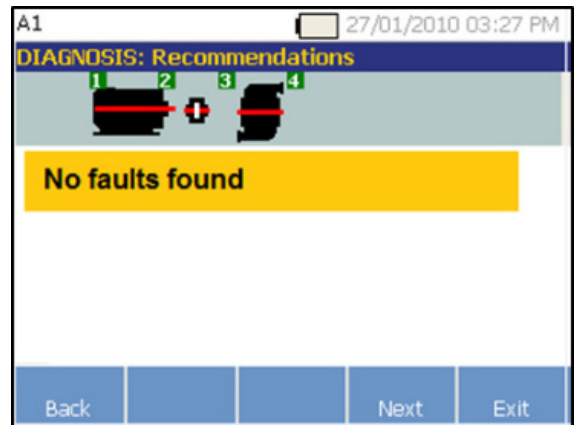 A1 27/01/2010 03:27 PM
DIAGNOSIS: Recommendations
1 2 3 4
No faults found
Back Next Exit